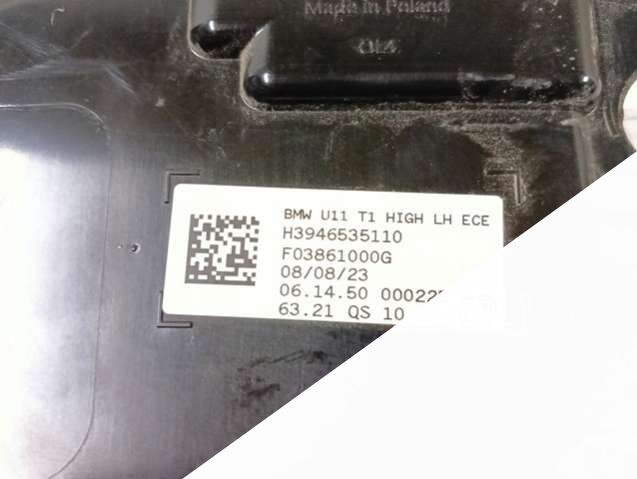 Made in Poland
BMW U11 T1 HIGH LH ECE
H3946535110
F03861000G
08/08/23
06.14.50
63.21 QS 10